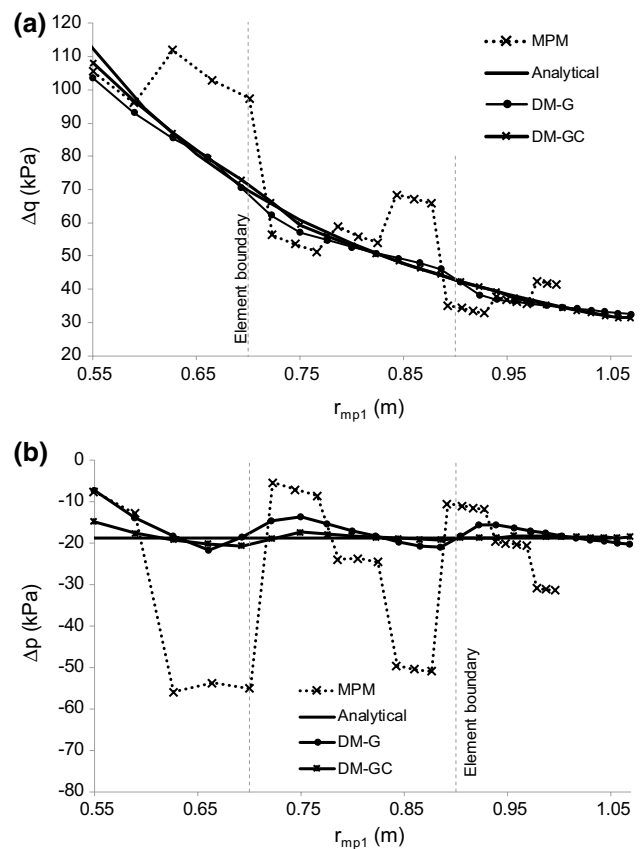 (a)
120
110
100
90
80
70
60
50
40
30
20
Δq (kPa)
MPM
Analytical
DM-G
DM-GC
Element boundary
0.55 0.65 0.75 0.85 0.95 1.05
r_mp1 (m)
(b)
0
-10
-20
-30
-40
-50
-60
-70
-80
Δp (kPa)
MPM
Analytical
DM-G
DM-GC
Element boundary
0.55 0.65 0.75 0.85 0.95 1.05
r_mp1 (m)